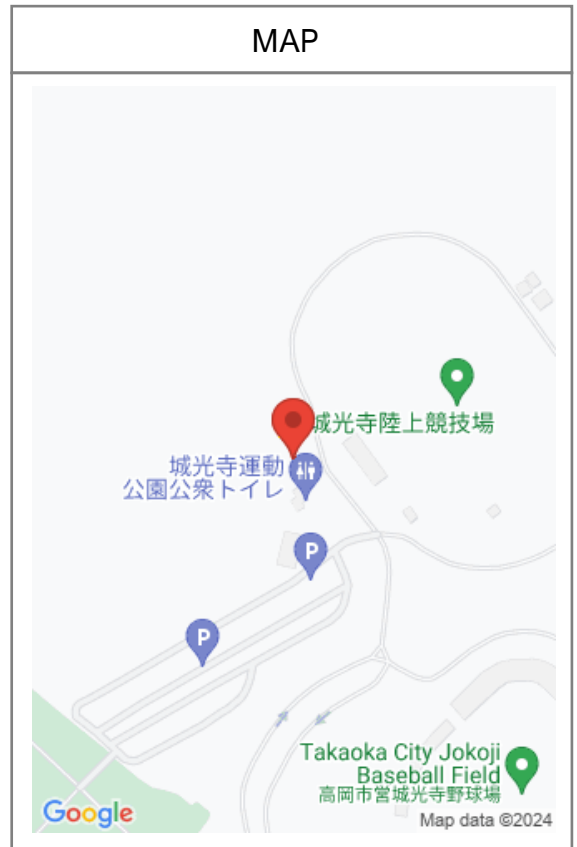 MAP
城光寺陸上競技場
城光寺運動
公園公衆トイレ
P
P
Takaoka City Jokoji
Baseball Field
高岡市営城光寺野球場
Google
Map data ©2024